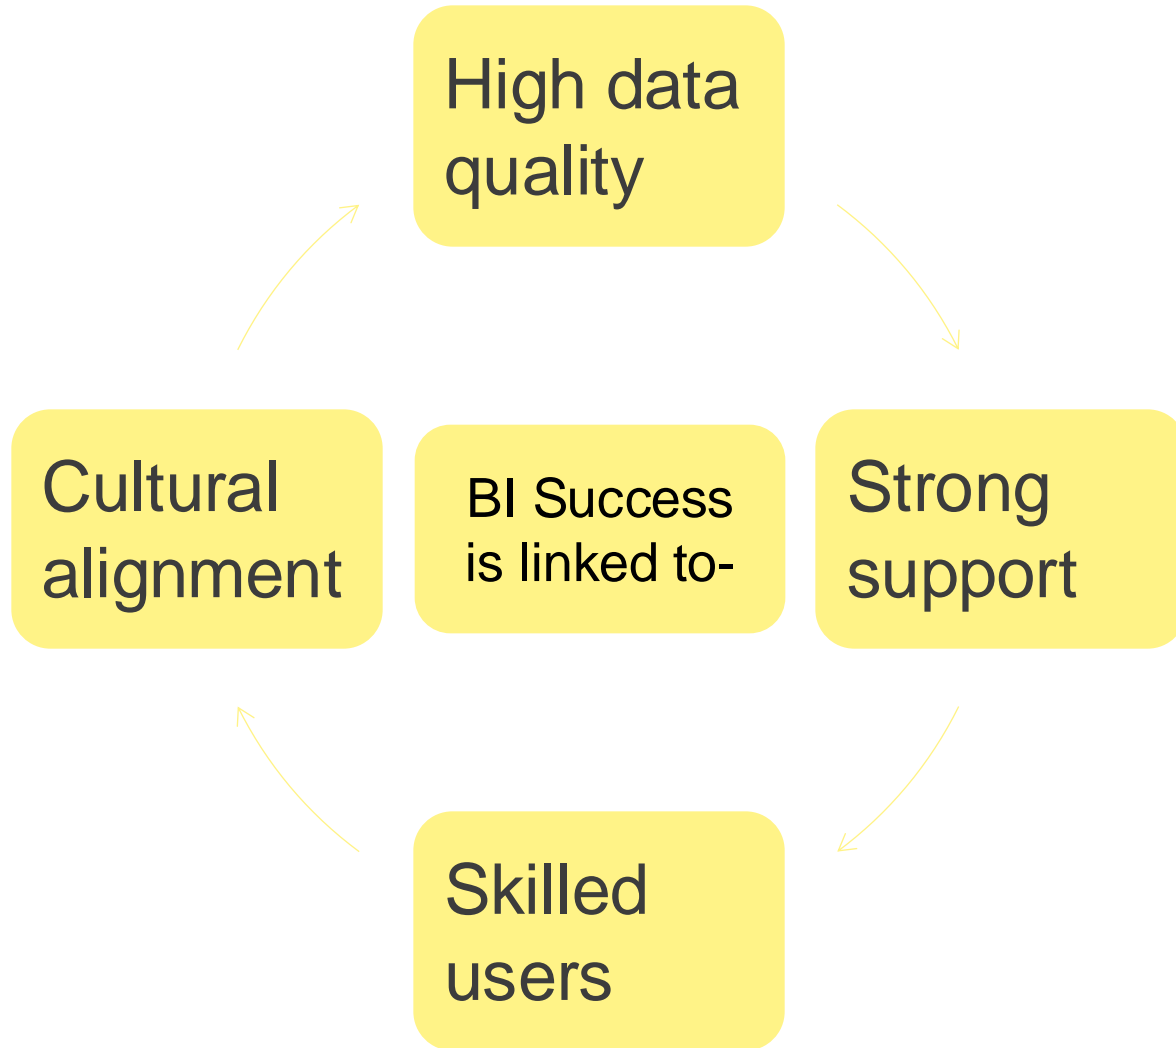 High data
quality
Cultural
alignment
BI Success
is linked to-
Strong
support
Skilled
users